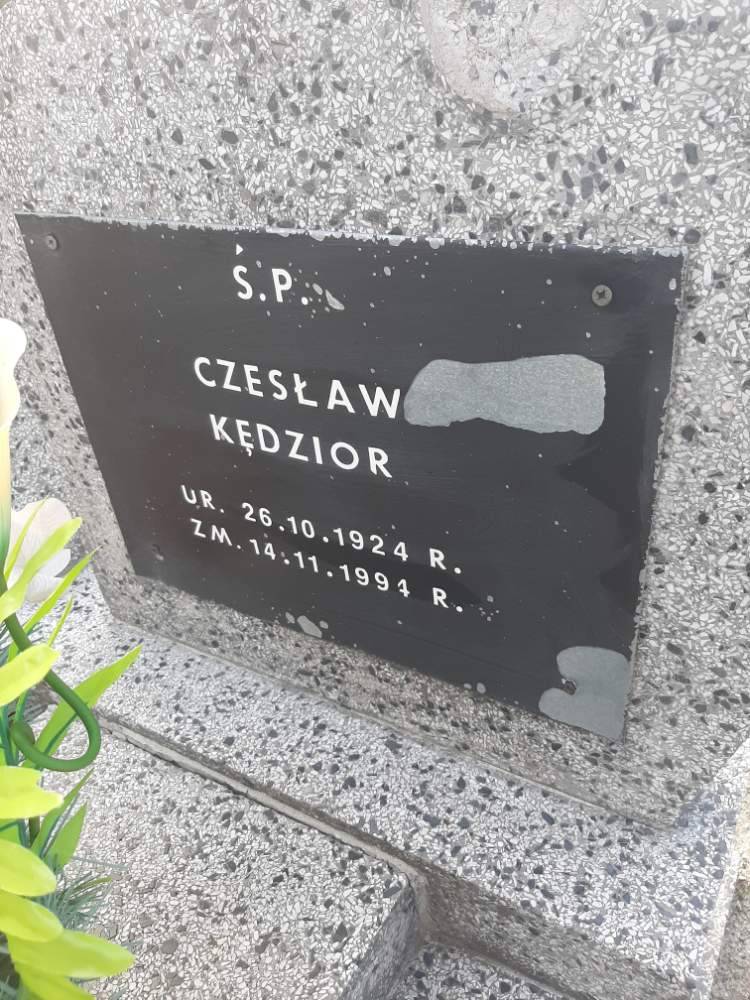 Ś.P.
CZESŁAW
KĘDZIOR
UR. 26.10.1924 R.
ZM. 14.11.1994 R.